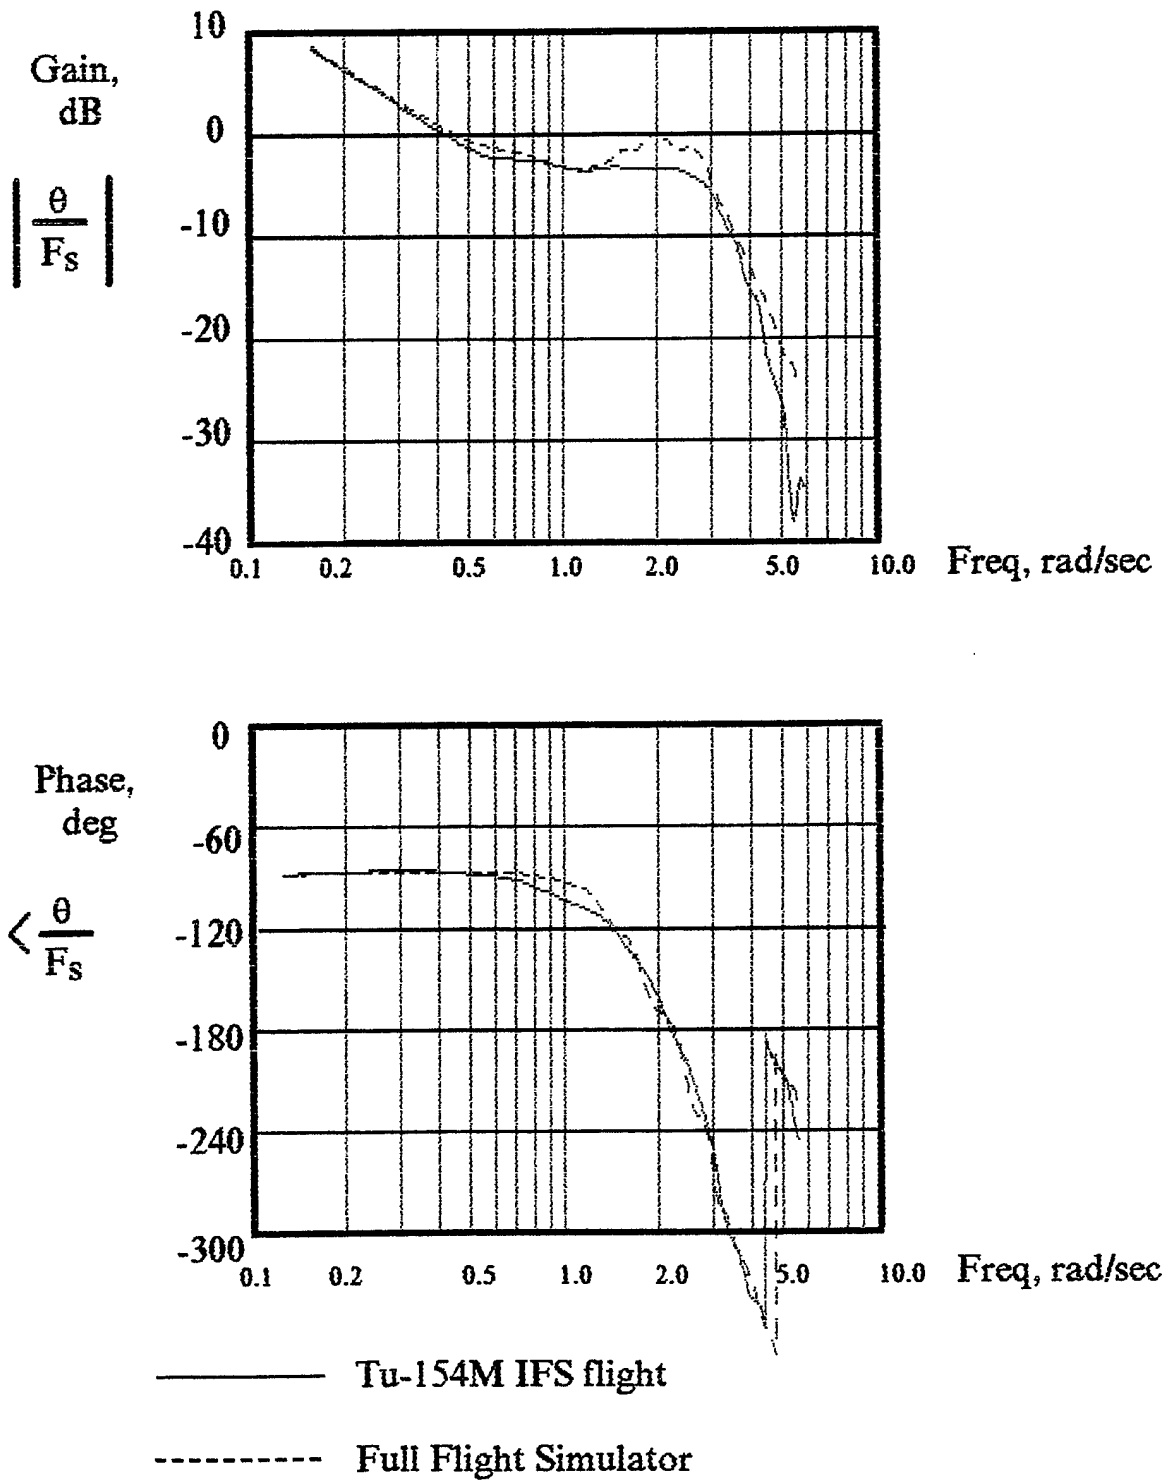 10
Gain,
dB
0
θ
Fs
-10
-20
-30
-40
0.1 0.2 0.5 1.0 2.0 5.0 10.0 Freq, rad/sec
0
Phase,
deg
-60
< θ
Fs
-120
-180
-240
-300
0.1 0.2 0.5 1.0 2.0 5.0 10.0 Freq, rad/sec
Tu-154M IFS flight
Full Flight Simulator